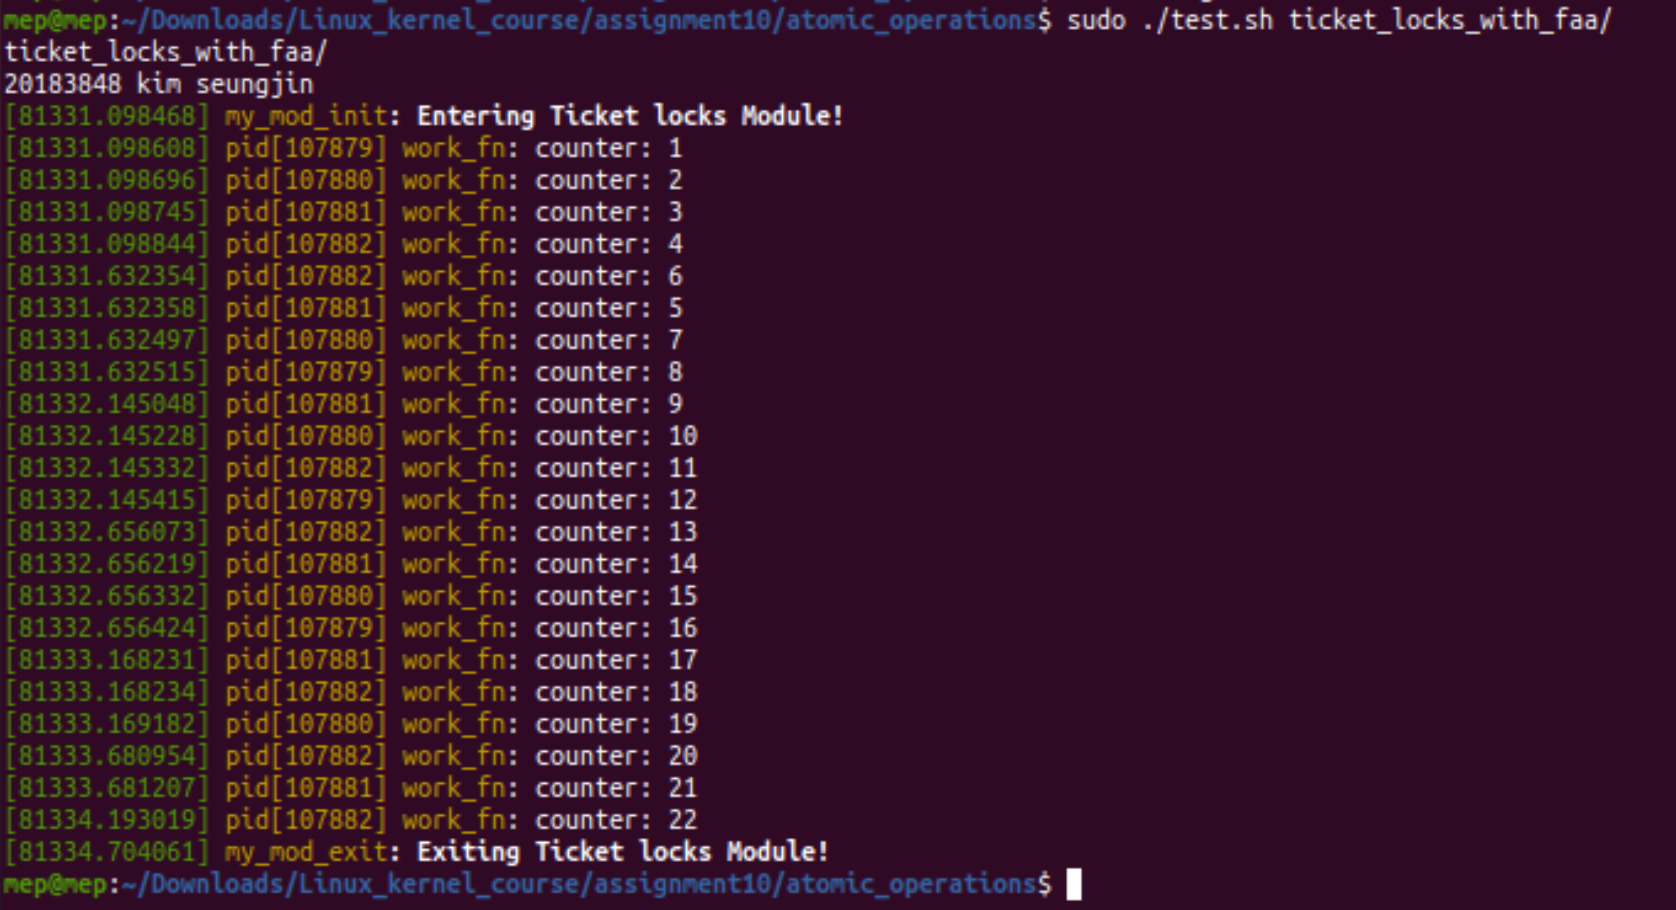 mep@mep:~/Downloads/Linux_kernel_course/assignment10/atomic_operations$ sudo ./test.sh ticket_locks_with_faa/
ticket_locks_with_faa/
20183848 kim seungjin
[81331.098468] my_mod_init: Entering Ticket locks Module!
[81331.098608] pid[107879] work_fn: counter: 1
[81331.098696] pid[107880] work_fn: counter: 2
[81331.098745] pid[107881] work_fn: counter: 3
[81331.098844] pid[107882] work_fn: counter: 4
[81331.632354] pid[107882] work_fn: counter: 6
[81331.632358] pid[107881] work_fn: counter: 5
[81331.632497] pid[107880] work_fn: counter: 7
[81331.632515] pid[107879] work_fn: counter: 8
[81332.145048] pid[107881] work_fn: counter: 9
[81332.145228] pid[107880] work_fn: counter: 10
[81332.145332] pid[107882] work_fn: counter: 11
[81332.145415] pid[107879] work_fn: counter: 12
[81332.656073] pid[107882] work_fn: counter: 13
[81332.656219] pid[107881] work_fn: counter: 14
[81332.656332] pid[107880] work_fn: counter: 15
[81332.656424] pid[107879] work_fn: counter: 16
[81333.168231] pid[107881] work_fn: counter: 17
[81333.168234] pid[107882] work_fn: counter: 18
[81333.169182] pid[107880] work_fn: counter: 19
[81333.680954] pid[107882] work_fn: counter: 20
[81333.681207] pid[107881] work_fn: counter: 21
[81334.193019] pid[107882] work_fn: counter: 22
[81334.704061] my_mod_exit: Exiting Ticket locks Module!
mep@mep:~/Downloads/Linux_kernel_course/assignment10/atomic_operations$